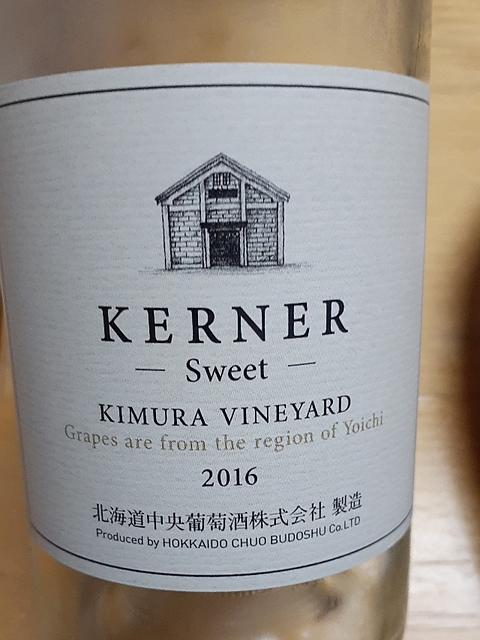 KERNER
— Sweet —
KIMURA VINEYARD
Grapes are from the region of Yoichi
2016
北海道中央葡萄酒株式会社 製造
Produced by HOKKAIDO CHUO BUDOSHU Co.LTD